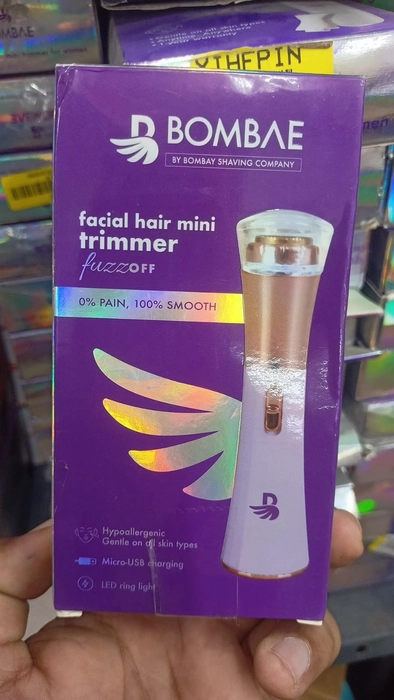 YIHFPIN
BOMBAE
BY BOMBAY SHAVING COMPANY
facial hair mini
trimmer
fuzzOFF
0% PAIN, 100% SMOOTH
Hypoallergenic
Gentle on all skin types
Micro-USB charging
LED ring light